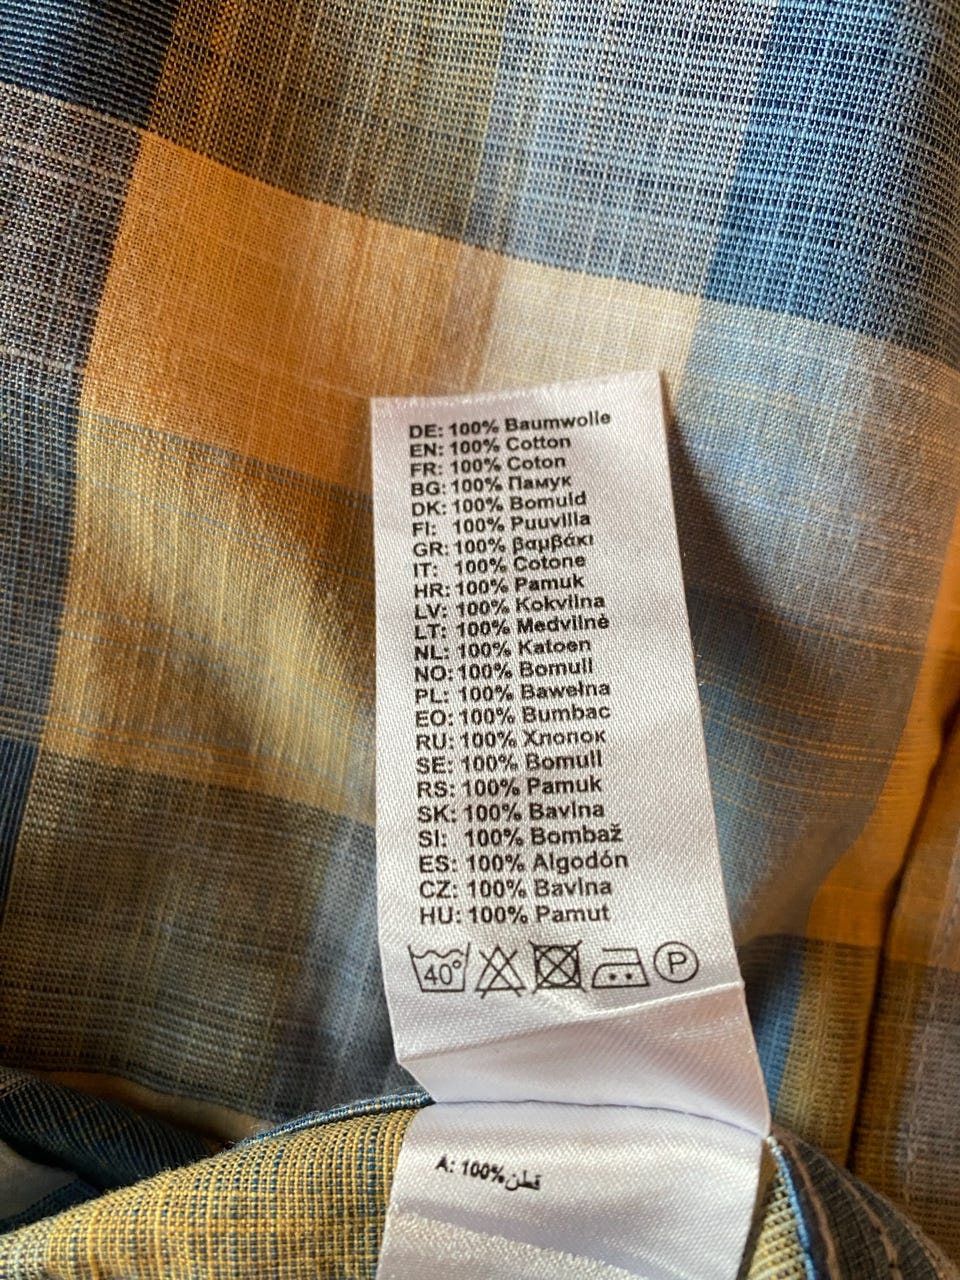 DE: 100% Baumwolle
EN: 100% Cotton
FR: 100% Coton
BG: 100% Памук
DK: 100% Bomuld
FI: 100% Puuvilla
GR: 100% βαμβάκι
IT: 100% Cotone
HR: 100% Pamuk
LV: 100% Kokvilna
LT: 100% Medvilnė
NL: 100% Katoen
NO: 100% Bomull
PL: 100% Bawełna
EO: 100% Bumbac
RU: 100% Хлопок
SE: 100% Bomull
RS: 100% Pamuk
SK: 100% Bavlna
SI: 100% Bombaž
ES: 100% Algodón
CZ: 100% Bavlna
HU: 100% Pamut
40° P
A: 100% قطن